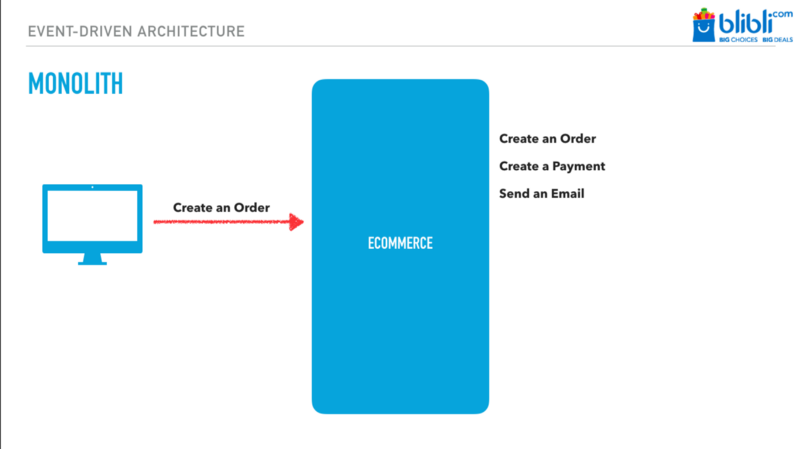 EVENT-DRIVEN ARCHITECTURE
blibli.com
BIG CHOICES BIG DEALS
MONOLITH
Create an Order
ECOMMERCE
Create an Order
Create a Payment
Send an Email